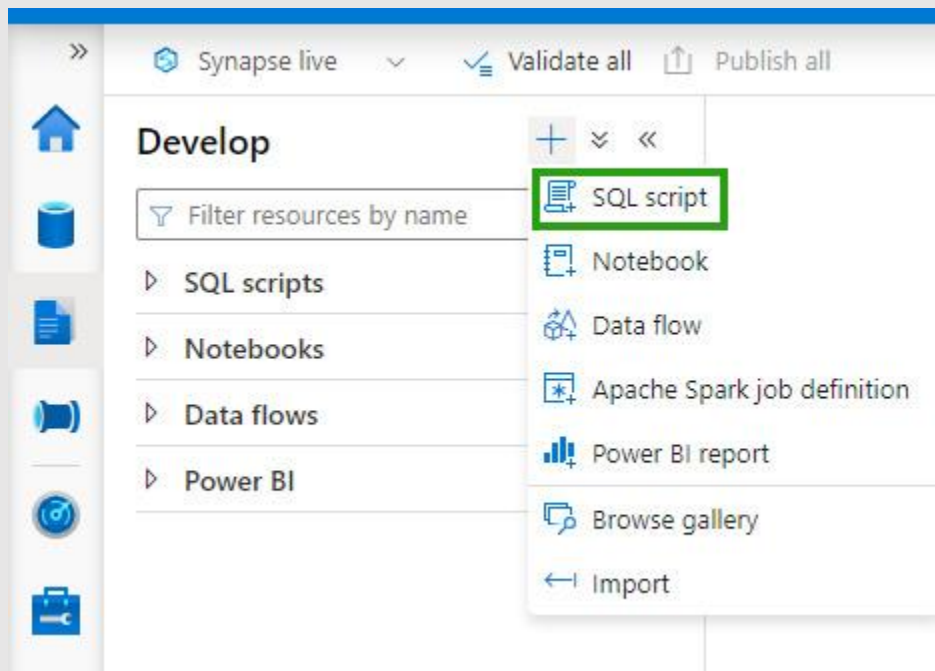 Synapse live
Validate all
Publish all
Develop
Filter resources by name
SQL scripts
Notebooks
Data flows
Power BI
SQL script
Notebook
Data flow
Apache Spark job definition
Power BI report
Browse gallery
Import